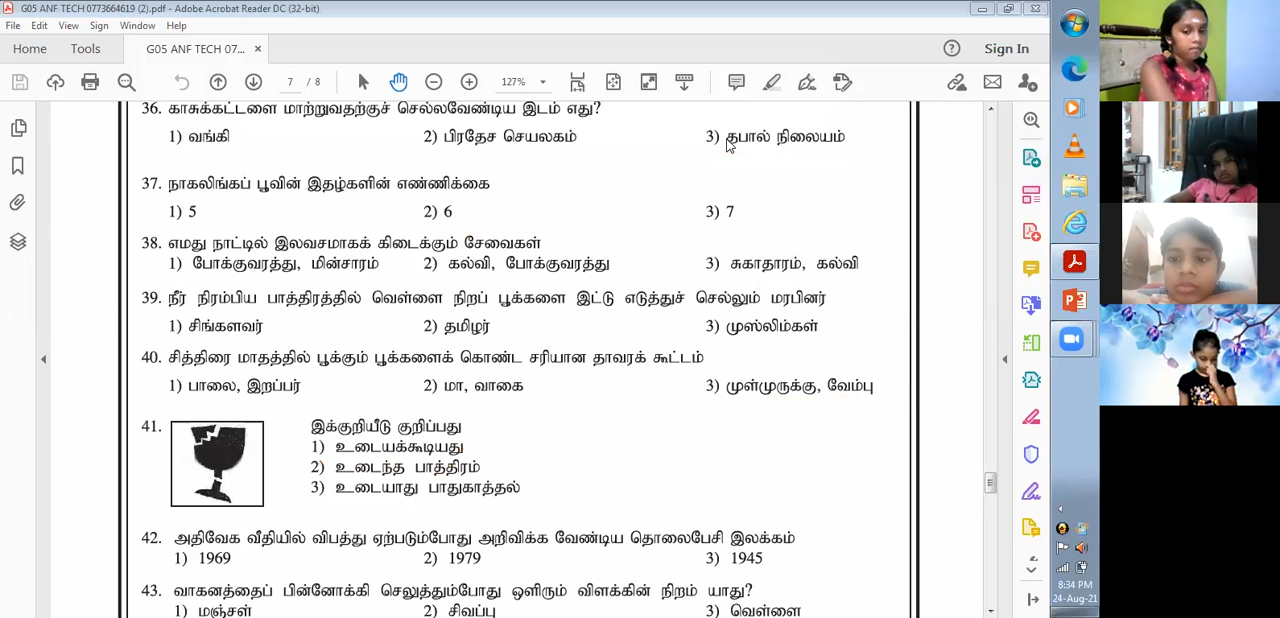 G05 ANF TECH 0773664619 (2).pdf - Adobe Acrobat Reader DC (32-bit)
File Edit View Sign Window Help
Home Tools G05 ANF TECH 07... × Sign In
7 / 8 127%
36. காசுக்கட்டளை மாற்றுவதற்குச் செல்லவேண்டிய இடம் எது?
1) வங்கி 2) பிரதேச செயலகம் 3) தபால் நிலையம்
37. நாகலிங்கப் பூவின் இதழ்களின் எண்ணிக்கை
1) 5 2) 6 3) 7
38. எமது நாட்டில் இலவசமாகக் கிடைக்கும் சேவைகள்
1) போக்குவரத்து, மின்சாரம் 2) கல்வி, போக்குவரத்து 3) சுகாதாரம், கல்வி
39. நீர் நிரம்பிய பாத்திரத்தில் வெள்ளை நிறப் பூக்களை இட்டு எடுத்துச் செல்லும் மரபினர்
1) சிங்களவர் 2) தமிழர் 3) முஸ்லிம்கள்
40. சித்திரை மாதத்தில் பூக்கும் பூக்களைக் கொண்ட சரியான தாவரக் கூட்டம்
1) பாலை, இறப்பர் 2) மா, வாகை 3) முள்முருக்கு, வேம்பு
41. இக்குறியீடு குறிப்பது
1) உடையக்கூடியது
2) உடைந்த பாத்திரம்
3) உடையாது பாதுகாத்தல்
42. அதிவேக வீதியில் விபத்து ஏற்படும்போது அறிவிக்க வேண்டிய தொலைபேசி இலக்கம்
1) 1969 2) 1979 3) 1945
43. வாகனத்தைப் பின்னோக்கி செலுத்தும்போது ஒளிரும் விளக்கின் நிறம் யாது?
1) மஞ்சள் 2) சிவப்பு 3) வெள்ளை
8:34 PM
24-Aug-21